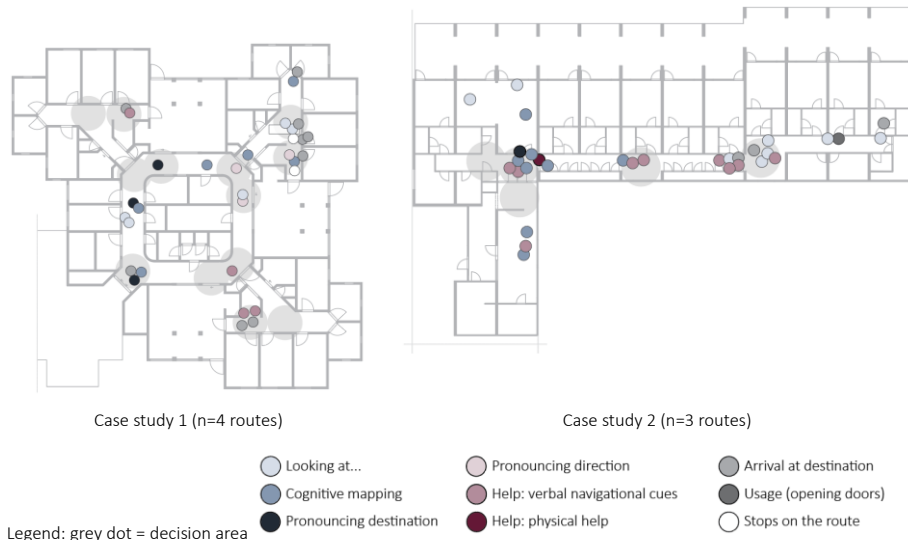 Case study 1 (n=4 routes)
Case study 2 (n=3 routes)
Looking at...
Pronouncing direction
Arrival at destination
Cognitive mapping
Help: verbal navigational cues
Usage (opening doors)
Pronouncing destination
Help: physical help
Stops on the route
Legend: grey dot = decision area